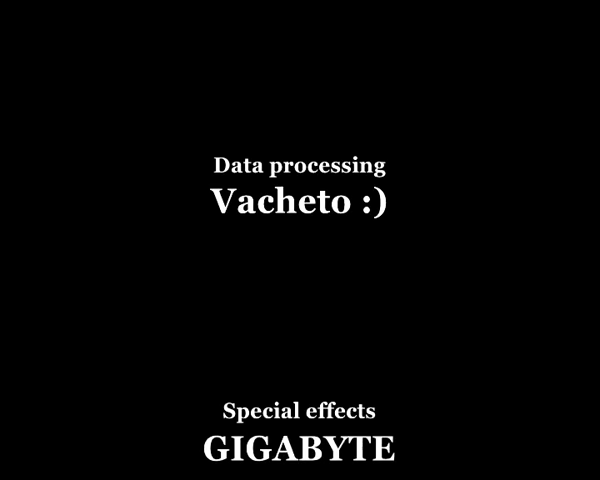 Data processing
Vacheto :)
Special effects
GIGABYTE